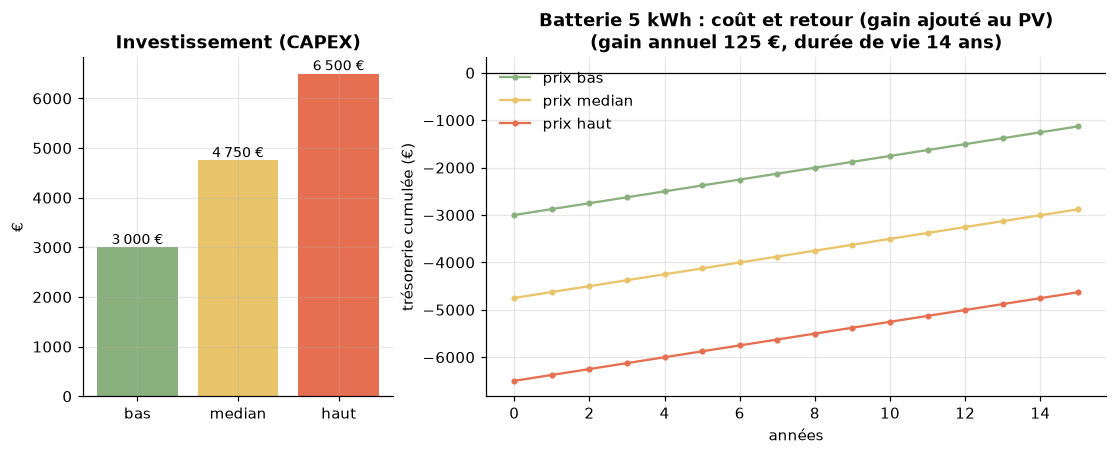 Investissement (CAPEX)
€
6000
5000
4000
3000
2000
1000
0
3 000 €
4 750 €
6 500 €
bas
median
haut
Batterie 5 kWh : coût et retour (gain ajouté au PV)
(gain annuel 125 €, durée de vie 14 ans)
prix bas
prix median
prix haut
trésorerie cumulée (€)
0
−1000
−2000
−3000
−4000
−5000
−6000
0
2
4
6
8
10
12
14
années